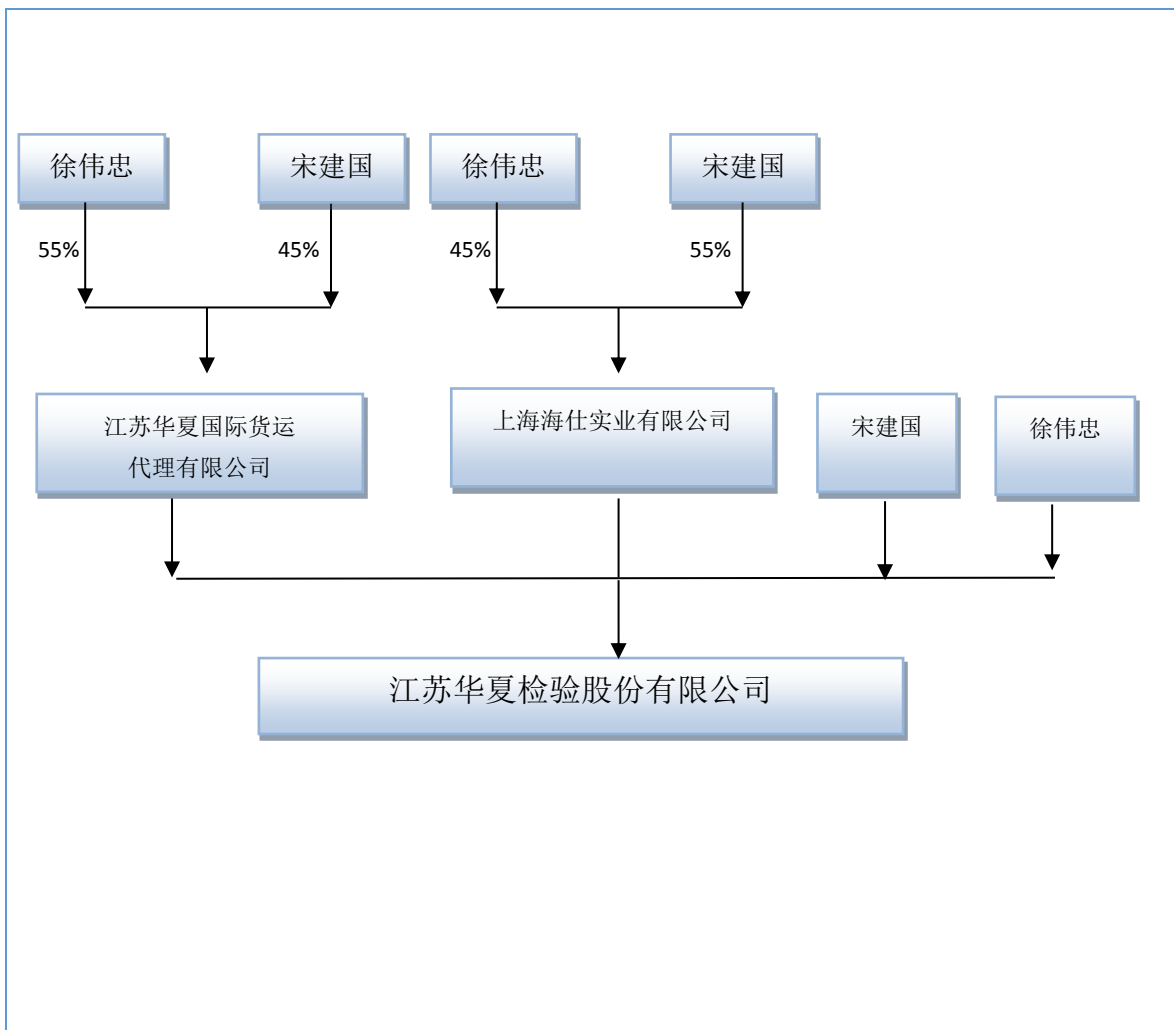 徐伟忠
宋建国
徐伟忠
宋建国
55%
45%
45%
55%
江苏华夏国际货运
代理有限公司
上海海仕实业有限公司
宋建国
徐伟忠
江苏华夏检验股份有限公司